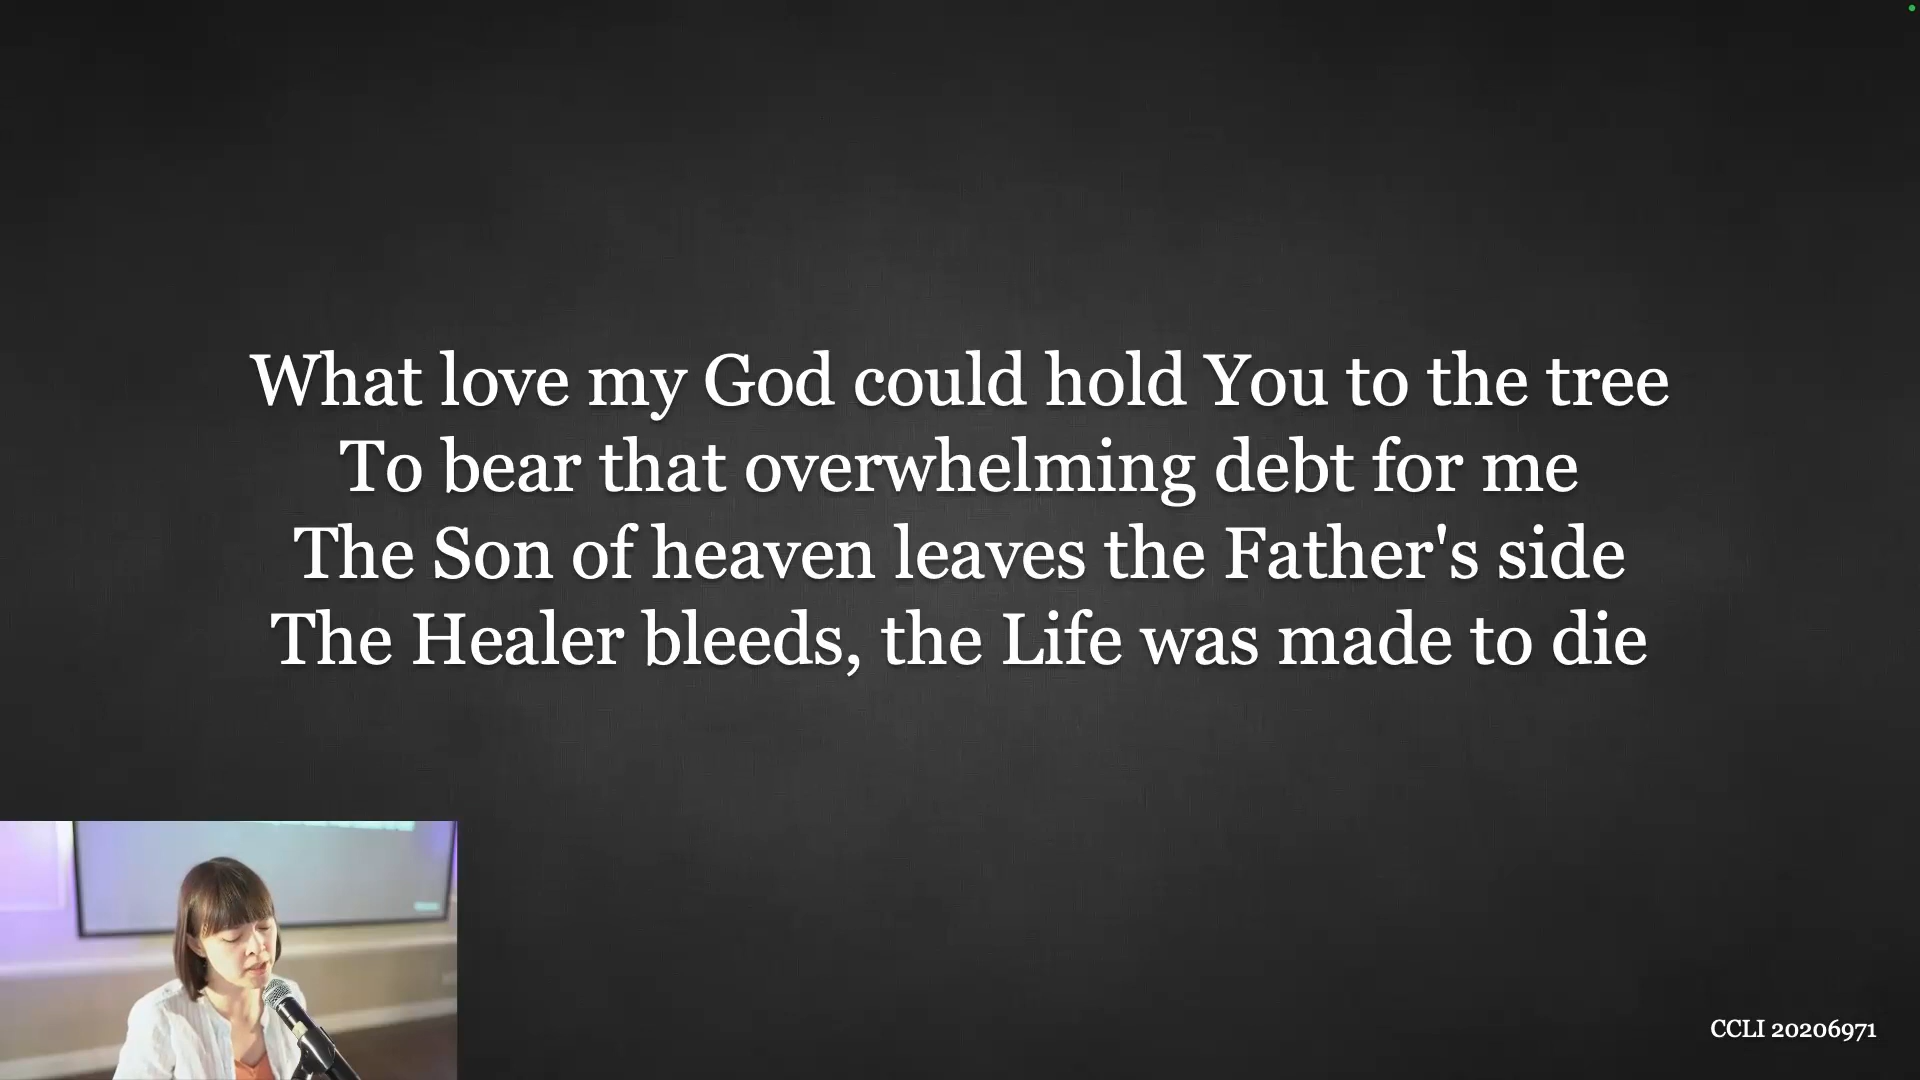 What love my God could hold You to the tree
To bear that overwhelming debt for me
The Son of heaven leaves the Father's side
The Healer bleeds, the Life was made to die
CCLI 20206971